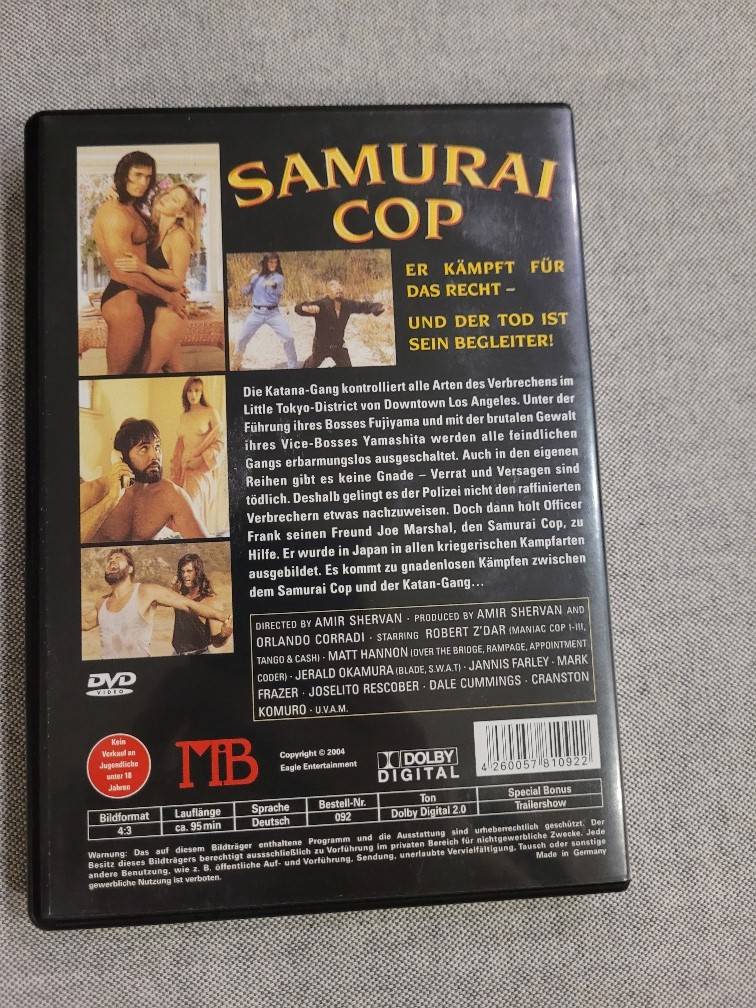 SAMURAI
COP
ER KÄMPFT FÜR
DAS RECHT –
UND DER TOD IST
SEIN BEGLEITER!
Die Katana-Gang kontrolliert alle Arten des Verbrechens im
Little Tokyo-District von Downtown Los Angeles. Unter der
Führung ihres Bosses Fujiyama und mit der brutalen Gewalt
ihres Vice-Bosses Yamashita werden alle feindlichen
Gangs erbarmungslos ausgeschaltet. Auch in den eigenen
Reihen gibt es keine Gnade – Verrat und Versagen sind
tödlich. Deshalb gelingt es der Polizei nicht den raffinierten
Verbrechern etwas nachzuweisen. Doch dann holt Officer
Frank seinen Freund Joe Marshal, den Samurai Cop, zu
Hilfe. Er wurde in Japan in allen kriegerischen Kampfarten
ausgebildet. Es kommt zu gnadenlosen Kämpfen zwischen
dem Samurai Cop und der Katan-Gang...
DIRECTED BY AMIR SHERVAN · PRODUCED BY AMIR SHERVAN AND
ORLANDO CORRADI · STARRING ROBERT Z'DAR (MANIAC COP I-III,
TANGO & CASH) · MATT HANNON (OVER THE BRIDGE, RAMPAGE, APPOINTMENT
CODER) · JERALD OKAMURA (BLADE, S.W.A.T) · JANNIS FARLEY · MARK
FRAZER · JOSELITO RESCOBER · DALE CUMMINGS · CRANSTON
KOMURO · U.V.A.M.
DVD
VIDEO
Kein
Verkauf an
Jugendliche
unter 18
Jahren
MiB
Copyright © 2004
Eagle Entertainment
DOLBY
DIGITAL
4 260057 810922
Bildformat Lauflänge Sprache Bestell-Nr. Ton Special Bonus
4:3 ca. 95 min Deutsch 092 Dolby Digital 2.0 Trailershow
Warnung: Das auf diesem Bildträger enthaltene Programm und die Ausstattung sind urheberrechtlich geschützt. Der
Besitz dieses Bildträgers berechtigt aussschließlich zu Vorführung im privaten Bereich für nichtgewerbliche Zwecke. Jede
andere Benutzung, wie z. B. öffentliche Auf- und Vorführung, Sendung, unerlaubte Vervielfältigung, Tausch oder sonstige
gewerbliche Nutzung ist verboten. Made in Germany